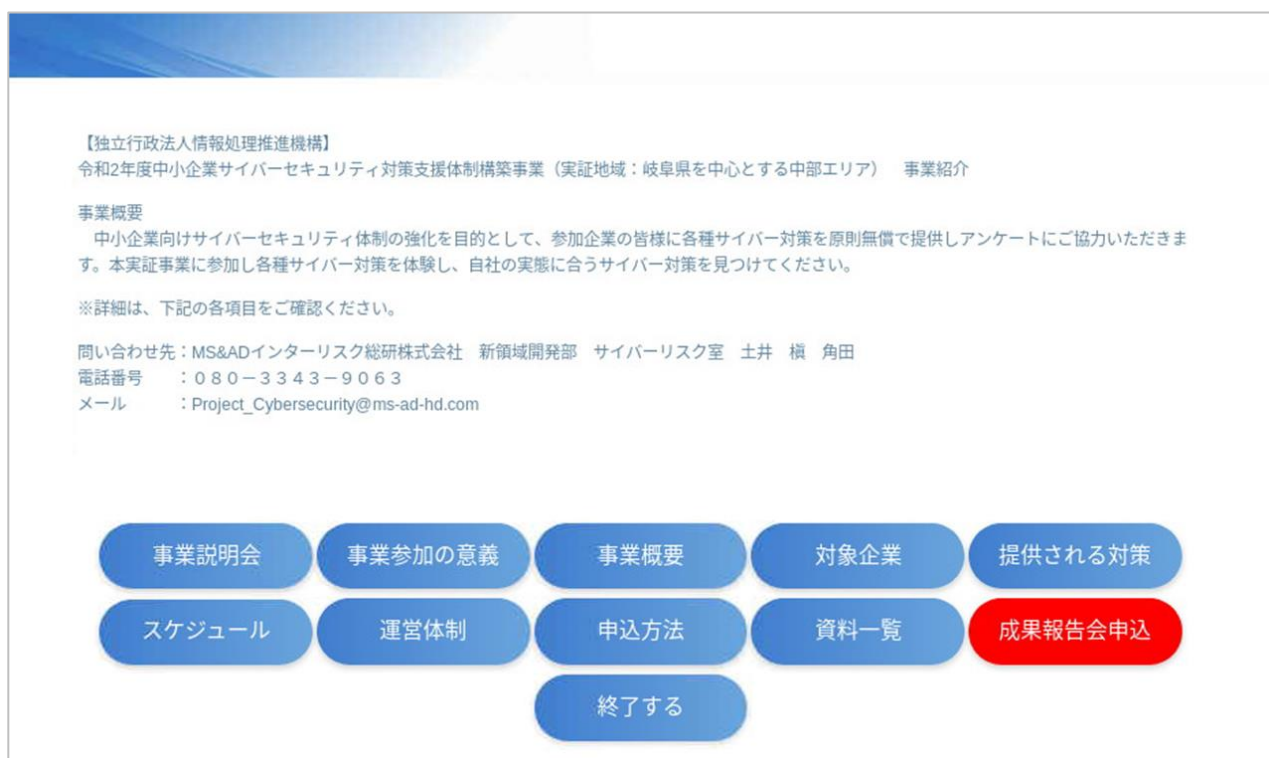 【独立行政法人情報処理推進機構】
令和2年度中小企業サイバーセキュリティ対策支援体制構築事業（実証地域：岐阜県を中心とする中部エリア）　事業紹介
事業概要
　中小企業向けサイバーセキュリティ体制の強化を目的として、参加企業の皆様に各種サイバー対策を原則無償で提供しアンケートにご協力いただきま
す。本実証事業に参加し各種サイバー対策を体験し、自社の実態に合うサイバー対策を見つけてください。
※詳細は、下記の各項目をご確認ください。
問い合わせ先：MS&ADインターリスク総研株式会社　新領域開発部　サイバーリスク室　土井　槇　角田
電話番号　　：０８０－３３４３－９０６３
メール　　　：Project_Cybersecurity@ms-ad-hd.com
事業説明会　事業参加の意義　事業概要　対象企業　提供される対策
スケジュール　運営体制　申込方法　資料一覧　成果報告会申込
終了する